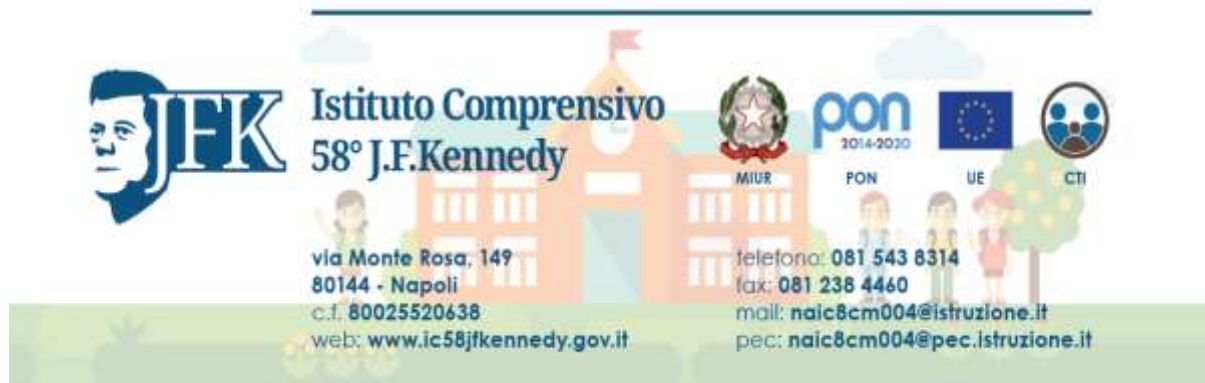 JFK
Istituto Comprensivo
58° J.F.Kennedy
pon
2014-2020
MIUR PON UE CTI
via Monte Rosa, 149
80144 - Napoli
c.f. 80025520638
web: www.ic58jfkennedy.gov.it
telefono: 081 543 8314
fax: 081 238 4460
mail: naic8cm004@istruzione.it
pec: naic8cm004@pec.istruzione.it